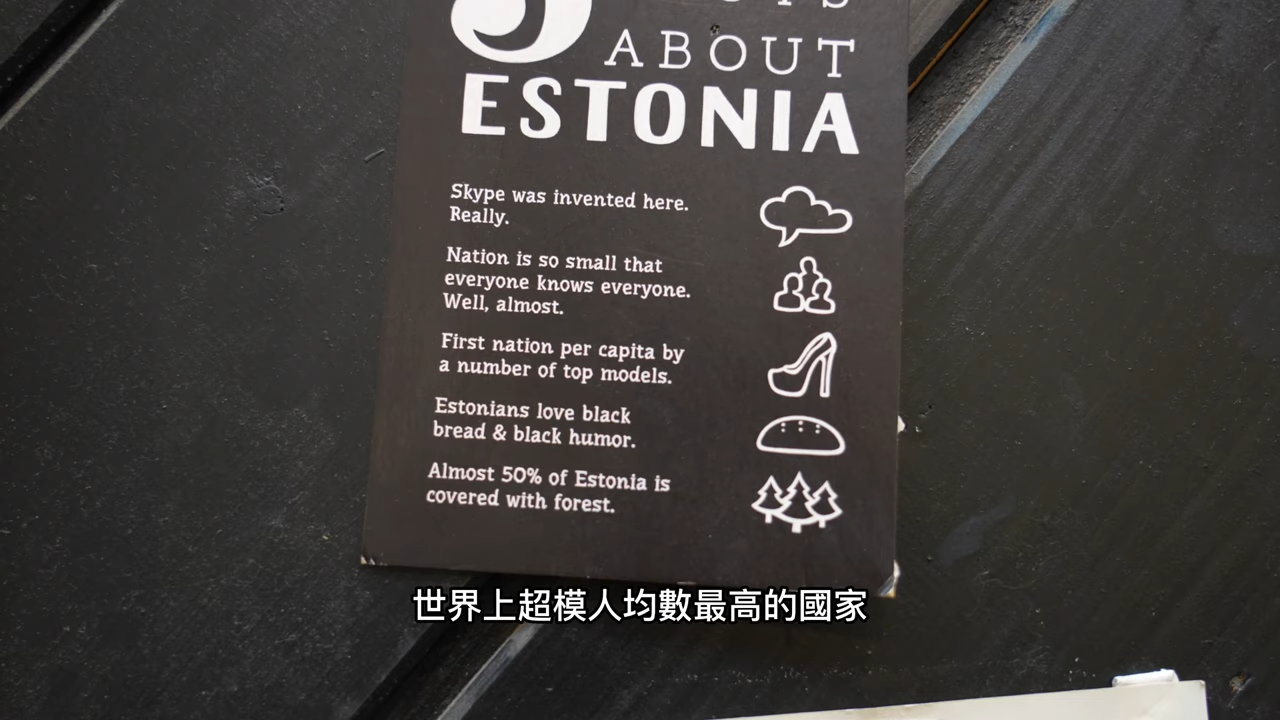 5
ABOUT
ESTONIA
Skype was invented here.
Really.
Nation is so small that
everyone knows everyone.
Well, almost.
First nation per capita by
a number of top models.
Estonians love black
bread & black humor.
Almost 50% of Estonia is
covered with forest.
世界上超模人均數最高的國家